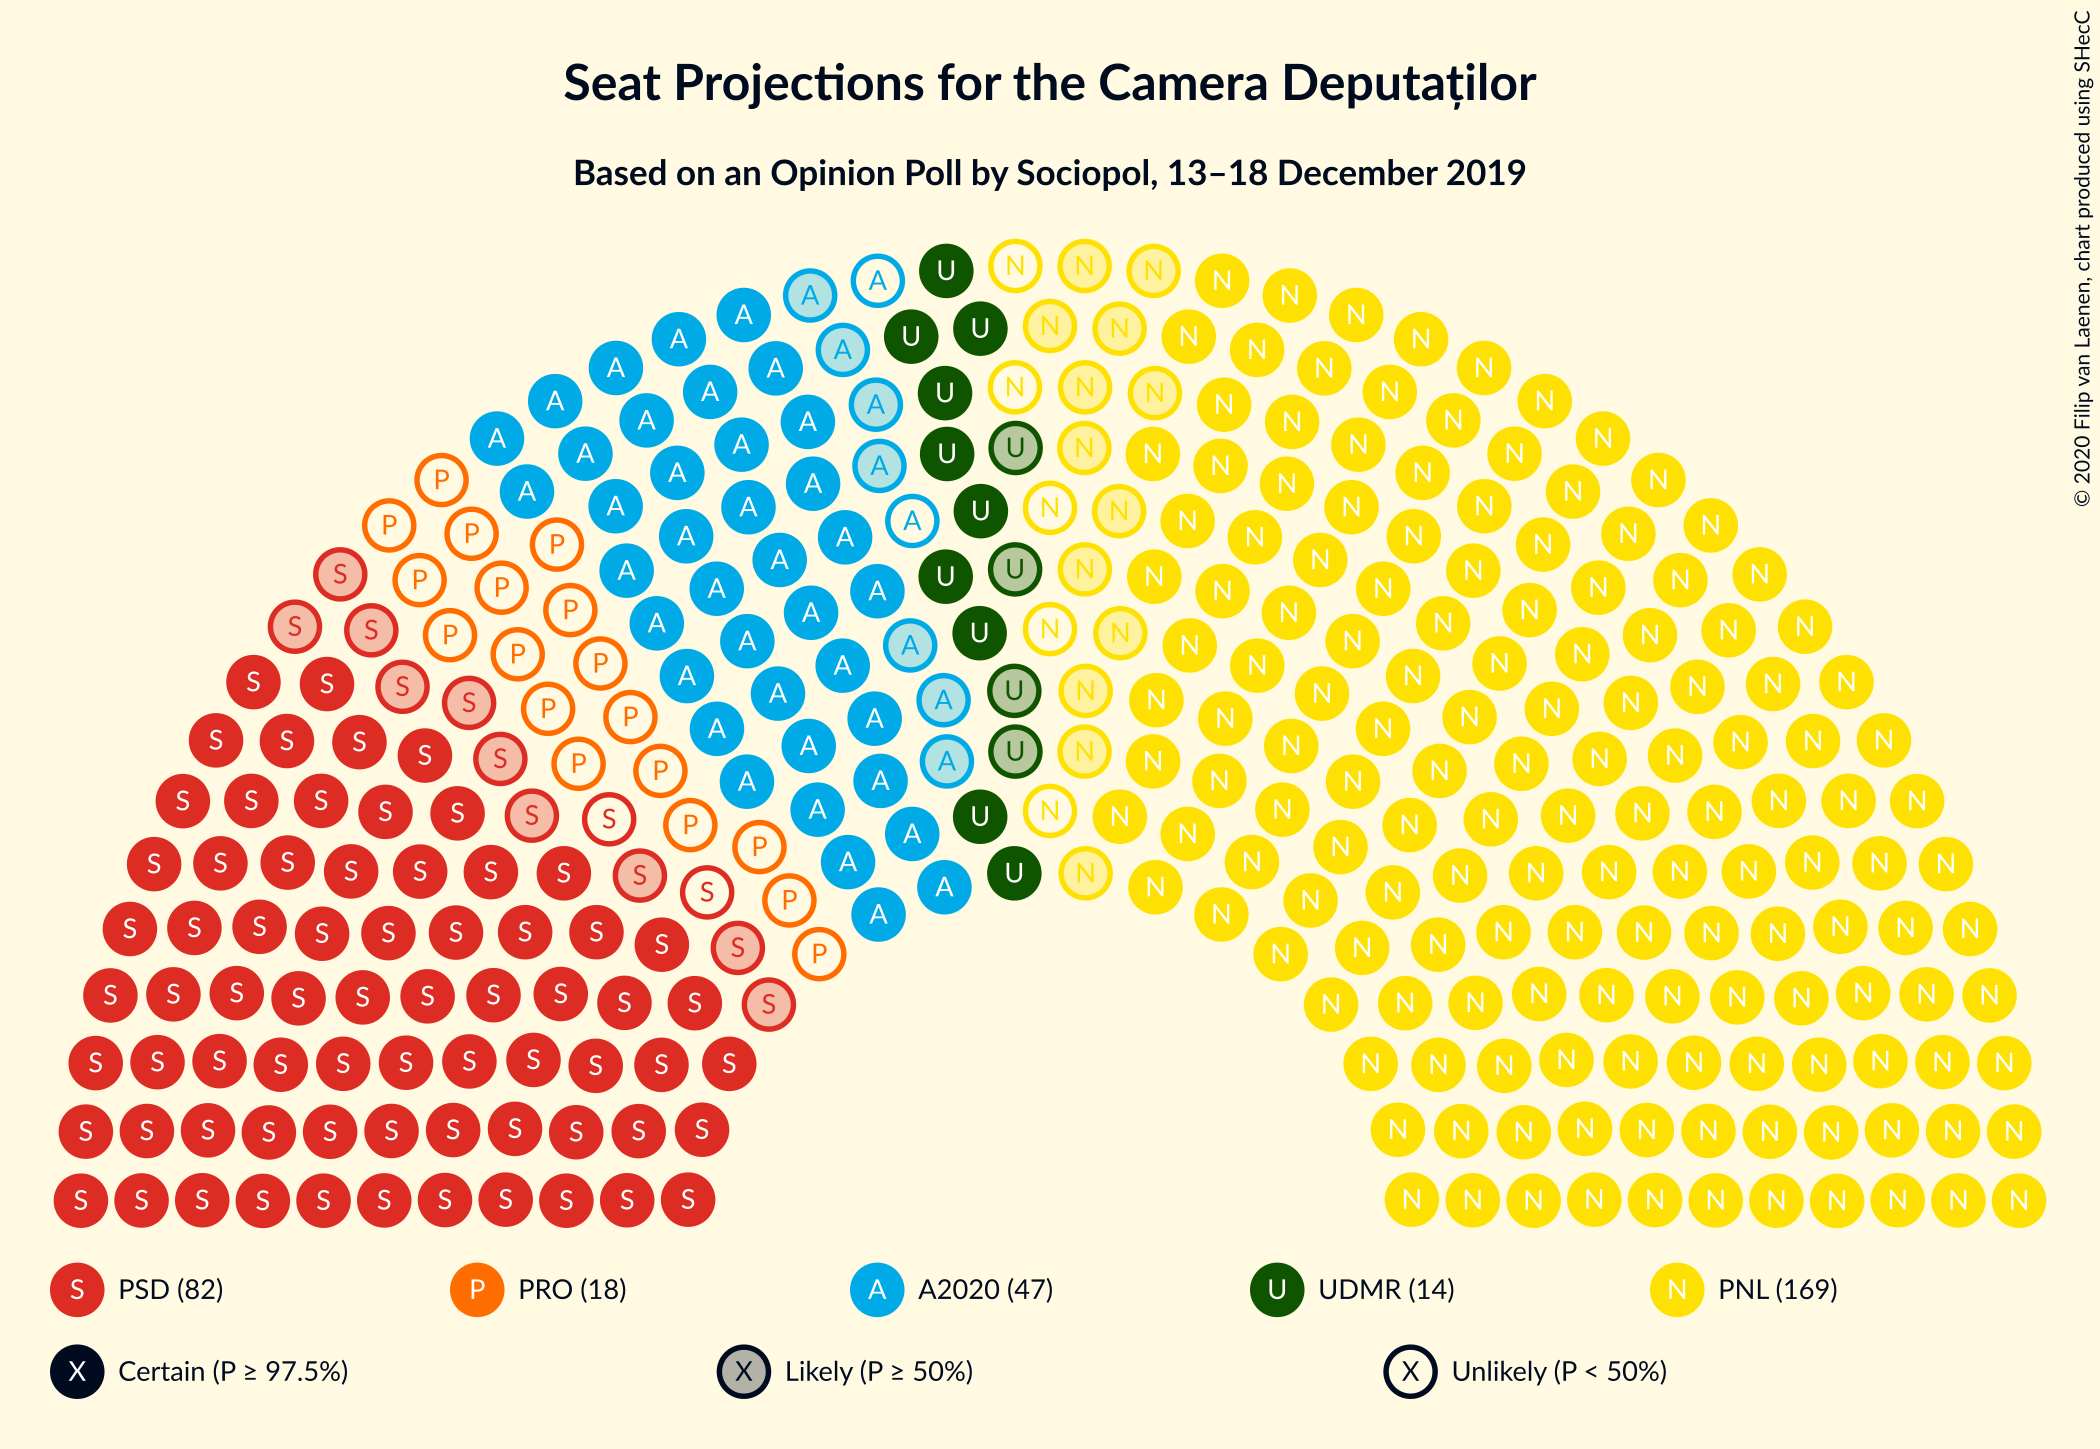 Seat Projections for the Camera Deputaților
Based on an Opinion Poll by Sociopol, 13–18 December 2019
© 2020 Filip van Laenen, chart produced using SHecC
S PSD (82)
P PRO (18)
A A2020 (47)
U UDMR (14)
N PNL (169)
X Certain (P ≥ 97.5%)
X Likely (P ≥ 50%)
X Unlikely (P < 50%)